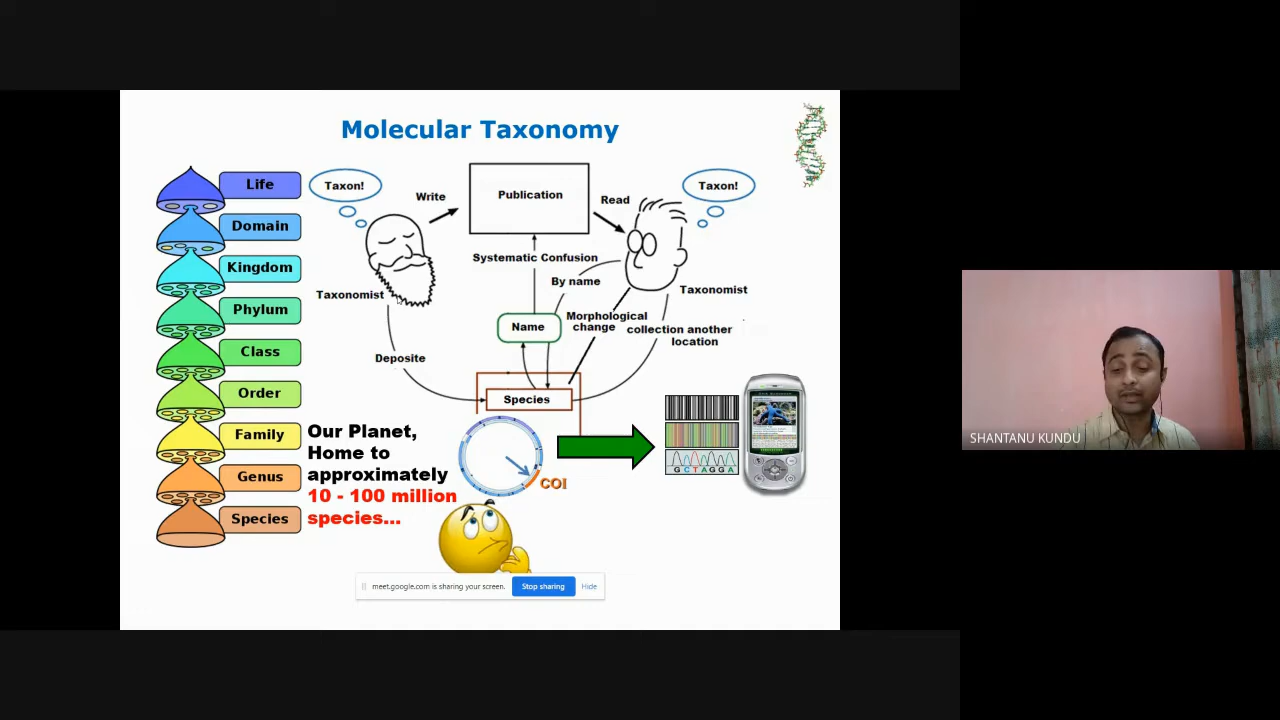 Molecular Taxonomy
Life
Domain
Kingdom
Phylum
Class
Order
Family
Genus
Species
Taxon!
Write
Publication
Read
Taxon!
Systematic Confusion
By name
Taxonomist
Taxonomist
Name
Morphological
change
collection another
location
Deposite
Species
Our Planet,
Home to
approximately
10 - 100 million
species...
COI
G C T A G G A
meet.google.com is sharing your screen.
Stop sharing
Hide
SHANTANU KUNDU